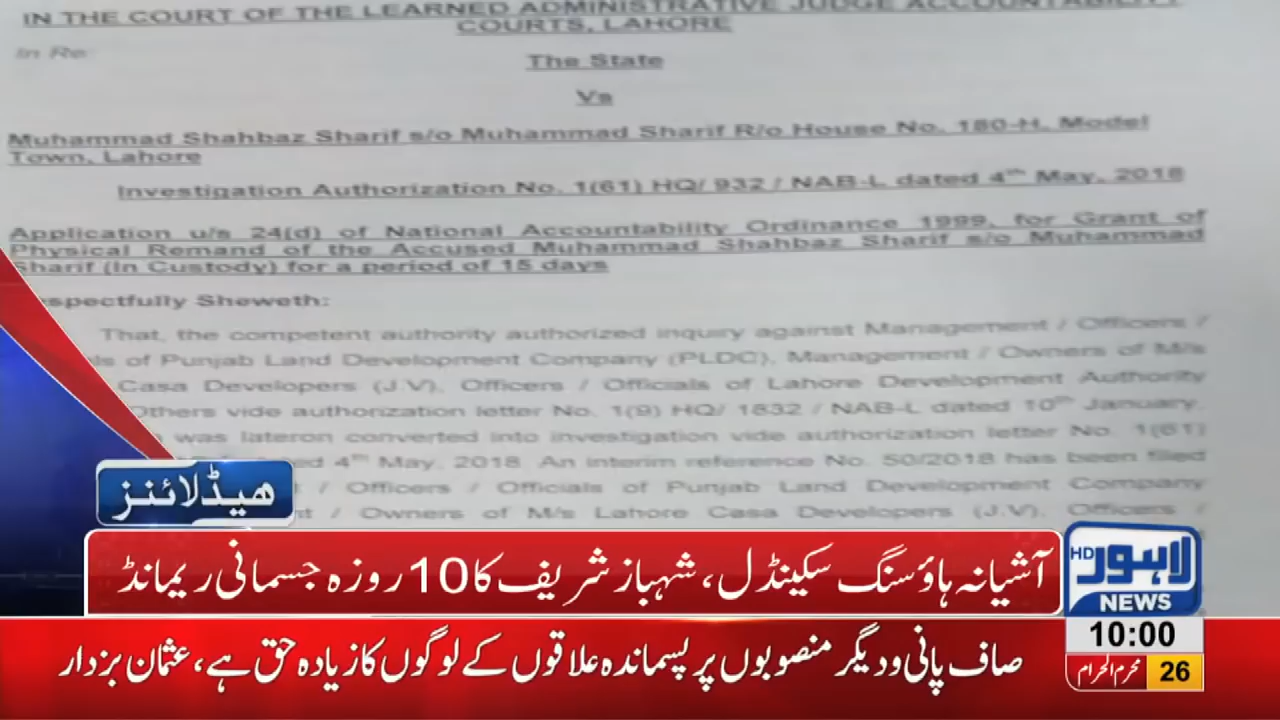 IN THE COURT OF THE LEARNED ADMINISTRATIVE JUDGE ACCOUNTABILITY
COURTS, LAHORE
In Re:
The State
Vs
Muhammad Shahbaz Sharif s/o Muhammad Sharif R/o House No. 180-H, Model
Town, Lahore
Investigation Authorization No. 1(61) HQ/ 932 / NAB-L dated 4th May, 2018
Application u/s 24(d) of National Accountability Ordinance 1999, for Grant of
Physical Remand of the Accused Muhammad Shahbaz Sharif s/o Muhammad
Sharif (In Custody) for a period of 15 days
spectfully Sheweth:
That, the competent authority authorized inquiry against Management / Officers /
als of Punjab Land Development Company (PLDC), Management / Owners of M/s
Casa Developers (J.V), Officers / Officials of Lahore Development Authority
Others vide authorization letter No. 1(9) HQ/ 1832 / NAB-L dated 10th January,
was lateron converted into investigation vide authorization letter No. 1(61)
ed 4th May, 2018. An interim reference No. 50/2018 has been filed
/ Officers / Officials of Punjab Land Development Company
t / Owners of M/s Lahore Casa Developers (J.V), Officers /
ھیڈلائنز
آشیانہ ہاؤسنگ سکینڈل، شہباز شریف کا 10 روزہ جسمانی ریمانڈ
لاہور HD
NEWS
10:00
صاف پانی و دیگر منصوبوں پر پسماندہ علاقوں کے لوگوں کا زیادہ حق ہے، عثمان بزدار
26 محرم الحرام